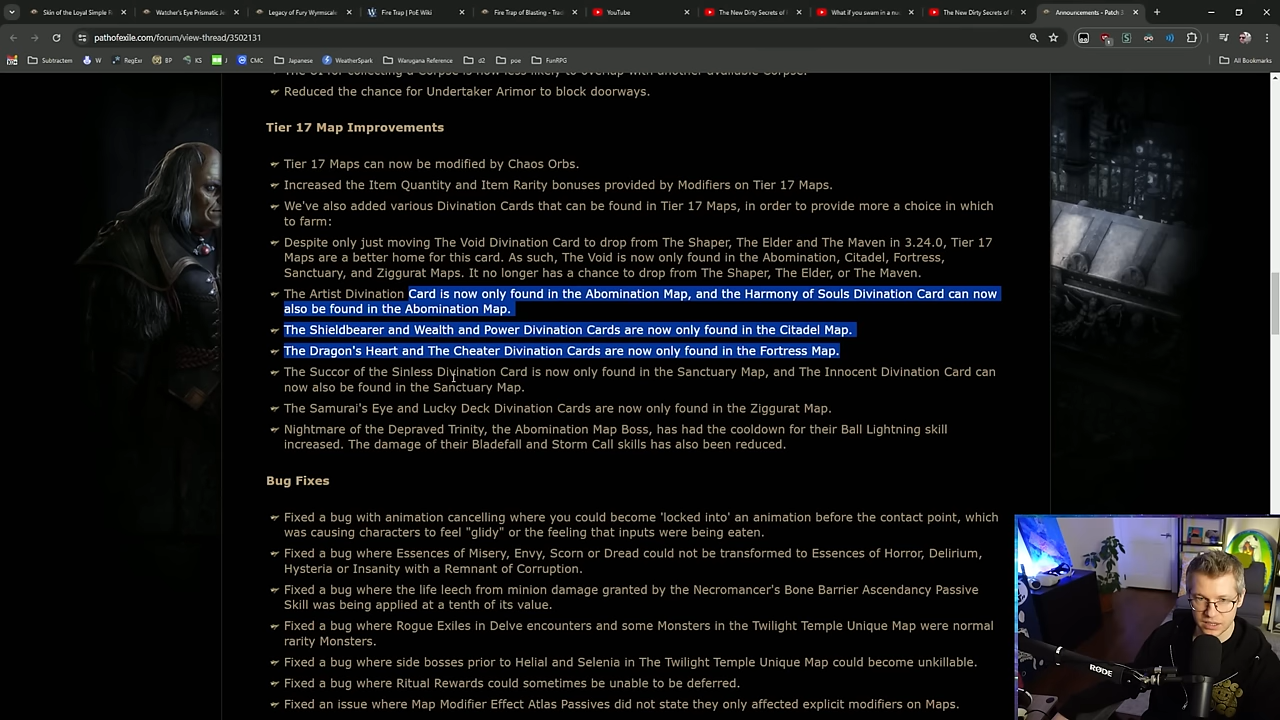 Skin of the Loyal Simple R
Watcher's Eye Prismatic Je
Legacy of Fury Wyrmscale
Fire Trap | PoE Wiki
Fire Trap of Blasting - Trad
YouTube
The New Dirty Secrets of
What if you swam in a nu
The New Dirty Secrets of
Announcements - Patch 3
pathofexile.com/forum/view-thread/3502131
Subtractem
W
RegEx
BP
KS
J
CMC
Japanese
WeatherSpark
Warugana Reference
d2
poe
FunRPG
All Bookmarks
The UI for collecting a Corpse is now less likely to overlap with another available Corpse.
Reduced the chance for Undertaker Arimor to block doorways.
Tier 17 Map Improvements
Tier 17 Maps can now be modified by Chaos Orbs.
Increased the Item Quantity and Item Rarity bonuses provided by Modifiers on Tier 17 Maps.
We've also added various Divination Cards that can be found in Tier 17 Maps, in order to provide more a choice in which
to farm:
Despite only just moving The Void Divination Card to drop from The Shaper, The Elder and The Maven in 3.24.0, Tier 17
Maps are a better home for this card. As such, The Void is now only found in the Abomination, Citadel, Fortress,
Sanctuary, and Ziggurat Maps. It no longer has a chance to drop from The Shaper, The Elder, or The Maven.
The Artist Divination Card is now only found in the Abomination Map, and the Harmony of Souls Divination Card can now
also be found in the Abomination Map.
The Shieldbearer and Wealth and Power Divination Cards are now only found in the Citadel Map.
The Dragon's Heart and The Cheater Divination Cards are now only found in the Fortress Map.
The Succor of the Sinless Divination Card is now only found in the Sanctuary Map, and The Innocent Divination Card can
now also be found in the Sanctuary Map.
The Samurai's Eye and Lucky Deck Divination Cards are now only found in the Ziggurat Map.
Nightmare of the Depraved Trinity, the Abomination Map Boss, has had the cooldown for their Ball Lightning skill
increased. The damage of their Bladefall and Storm Call skills has also been reduced.
Bug Fixes
Fixed a bug with animation cancelling where you could become 'locked into' an animation before the contact point, which
was causing characters to feel "glidy" or the feeling that inputs were being eaten.
Fixed a bug where Essences of Misery, Envy, Scorn or Dread could not be transformed to Essences of Horror, Delirium,
Hysteria or Insanity with a Remnant of Corruption.
Fixed a bug where the life leech from minion damage granted by the Necromancer's Bone Barrier Ascendancy Passive
Skill was being applied at a tenth of its value.
Fixed a bug where Rogue Exiles in Delve encounters and some Monsters in the Twilight Temple Unique Map were normal
rarity Monsters.
Fixed a bug where side bosses prior to Helial and Selenia in The Twilight Temple Unique Map could become unkillable.
Fixed a bug where Ritual Rewards could sometimes be unable to be deferred.
Fixed an issue where Map Modifier Effect Atlas Passives did not state they only affected explicit modifiers on Maps.
RØDE